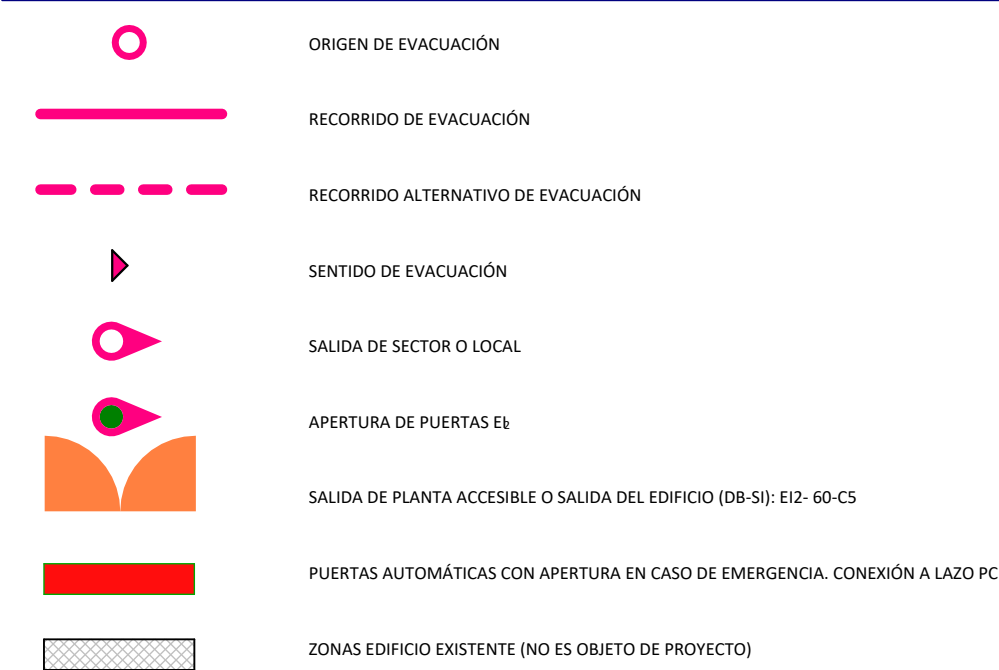 ORIGEN DE EVACUACIÓN
RECORRIDO DE EVACUACIÓN
RECORRIDO ALTERNATIVO DE EVACUACIÓN
SENTIDO DE EVACUACIÓN
SALIDA DE SECTOR O LOCAL
APERTURA DE PUERTAS EI2
SALIDA DE PLANTA ACCESIBLE O SALIDA DEL EDIFICIO (DB-SI): EI2- 60-C5
PUERTAS AUTOMÁTICAS CON APERTURA EN CASO DE EMERGENCIA. CONEXIÓN A LAZO PC
ZONAS EDIFICIO EXISTENTE (NO ES OBJETO DE PROYECTO)